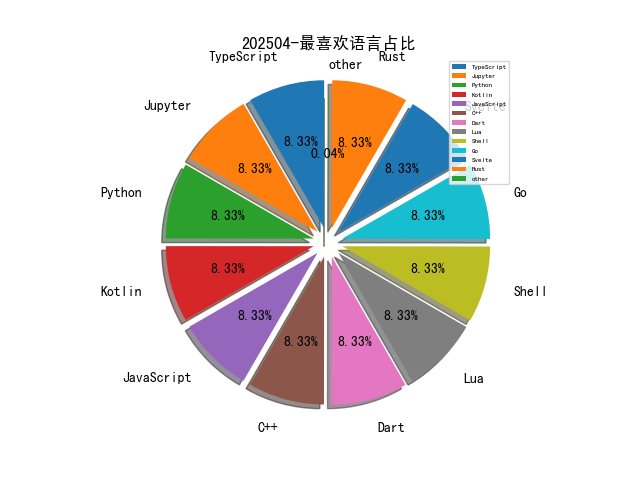 202504-最喜欢语言占比
TypeScript
other
Rust
Jupyter
Svelte
Python
Go
Kotlin
Shell
JavaScript
Lua
C++
Dart
8.33%
8.33%
0.04%
8.33%
8.33%
8.33%
8.33%
8.33%
8.33%
8.33%
8.33%
8.33%
8.33%
TypeScript
Jupyter
Python
Kotlin
JavaScript
C++
Dart
Lua
Shell
Go
Svelte
Rust
other